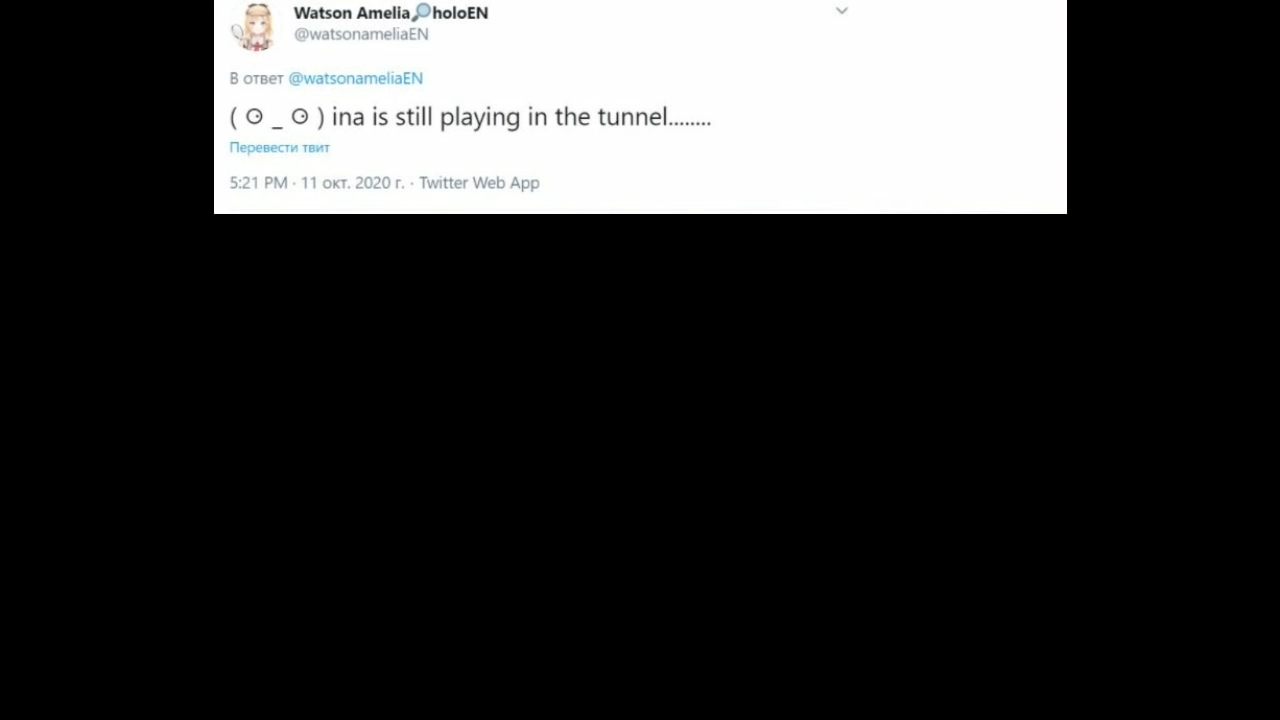 Watson Amelia🔎holoEN
@watsonameliaEN
В ответ @watsonameliaEN
( ʘ _ ʘ ) ina is still playing in the tunnel........
Перевести твит
5:21 PM · 11 окт. 2020 г. · Twitter Web App